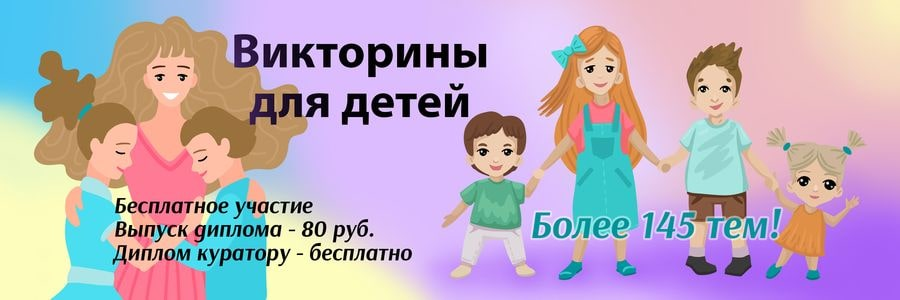 Викторины
для детей
Бесплатное участие
Выпуск диплома - 80 руб.
Диплом куратору - бесплатно
Более 145 тем!